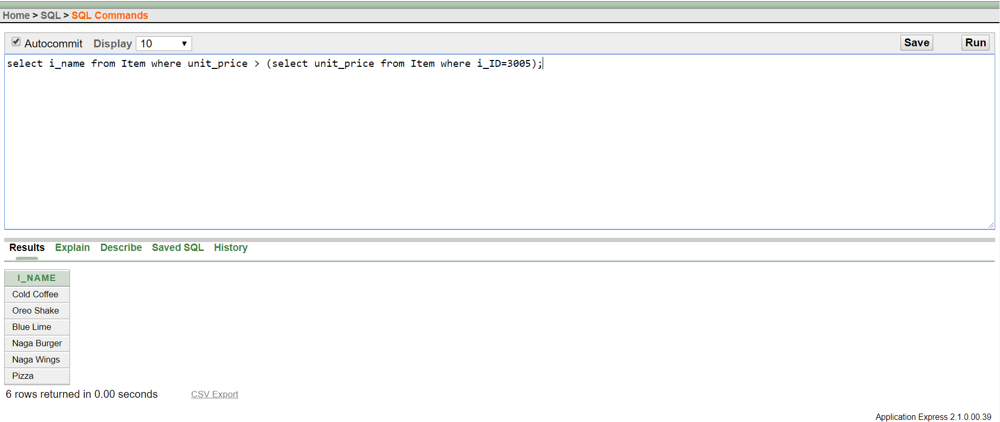 Home > SQL > SQL Commands
Autocommit Display 10 Save Run
select i_name from Item where unit_price > (select unit_price from Item where i_ID=3005);
Results Explain Describe Saved SQL History
I_NAME
Cold Coffee
Oreo Shake
Blue Lime
Naga Burger
Naga Wings
Pizza
6 rows returned in 0.00 seconds CSV Export
Application Express 2.1.0.00.39